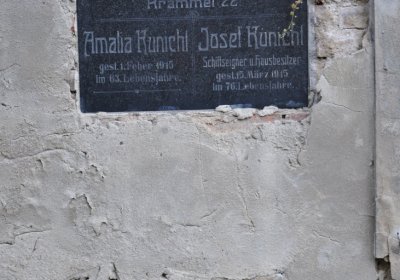 Krammel 22
Amalia Kunicht
gest. 1. Feber 1915
im 63. Lebensjahre.
Josef Kunicht
Schiffseigner u. Hausbesitzer
gest. 15. März 1915
im 76. Lebensjahre.